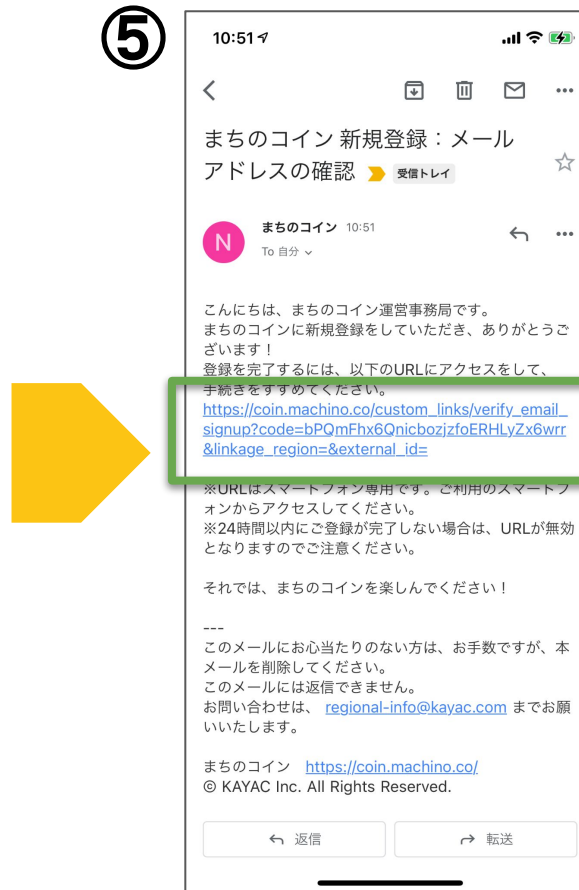 ⑤
10:51
まちのコイン 新規登録：メール
アドレスの確認 受信トレイ
N
まちのコイン 10:51
To 自分
こんにちは、まちのコイン運営事務局です。
まちのコインに新規登録をしていただき、ありがとうご
ざいます！
登録を完了するには、以下のURLにアクセスをして、
手続きをすすめてください。
https://coin.machino.co/custom_links/verify_email_
signup?code=bPQmFhx6QnicbozjzfoERHLyZx6wrr
&linkage_region=&external_id=
※URLはスマートフォン専用です。ご利用のスマートフ
ォンからアクセスしてください。
※24時間以内にご登録が完了しない場合は、URLが無効
となりますのでご注意ください。
それでは、まちのコインを楽しんでください！
---
このメールにお心当たりのない方は、お手数ですが、本
メールを削除してください。
このメールには返信できません。
お問い合わせは、 regional-info@kayac.com までお願
いいたします。
まちのコイン https://coin.machino.co/
© KAYAC Inc. All Rights Reserved.
返信 転送